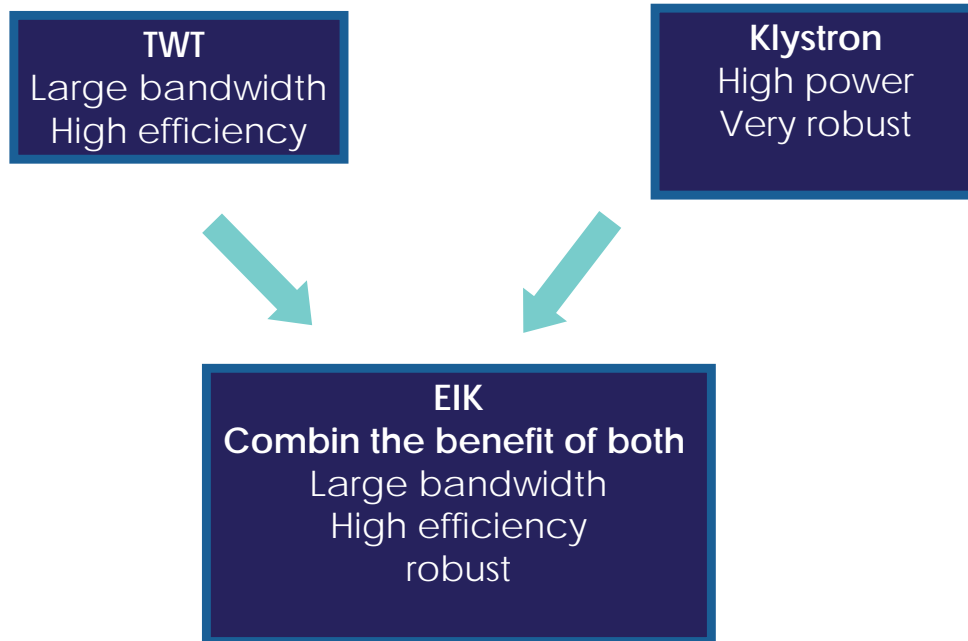 TWT
Large bandwidth
High efficiency
Klystron
High power
Very robust
EIK
Combin the benefit of both
Large bandwidth
High efficiency
robust